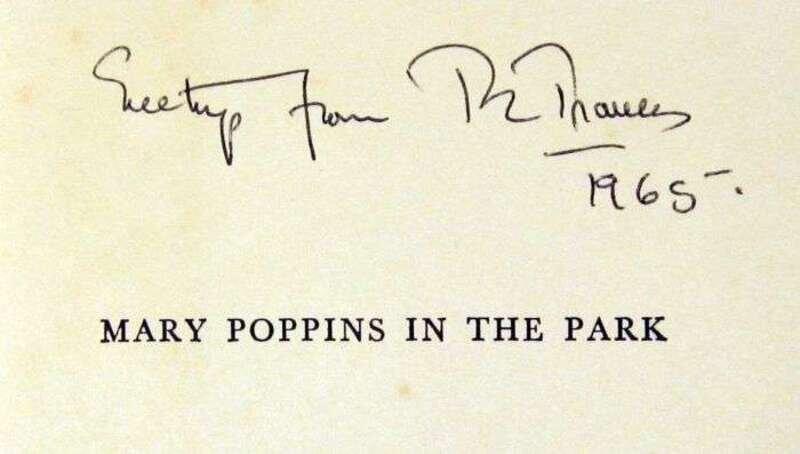 Greetings from P L Travers
1965.
MARY POPPINS IN THE PARK